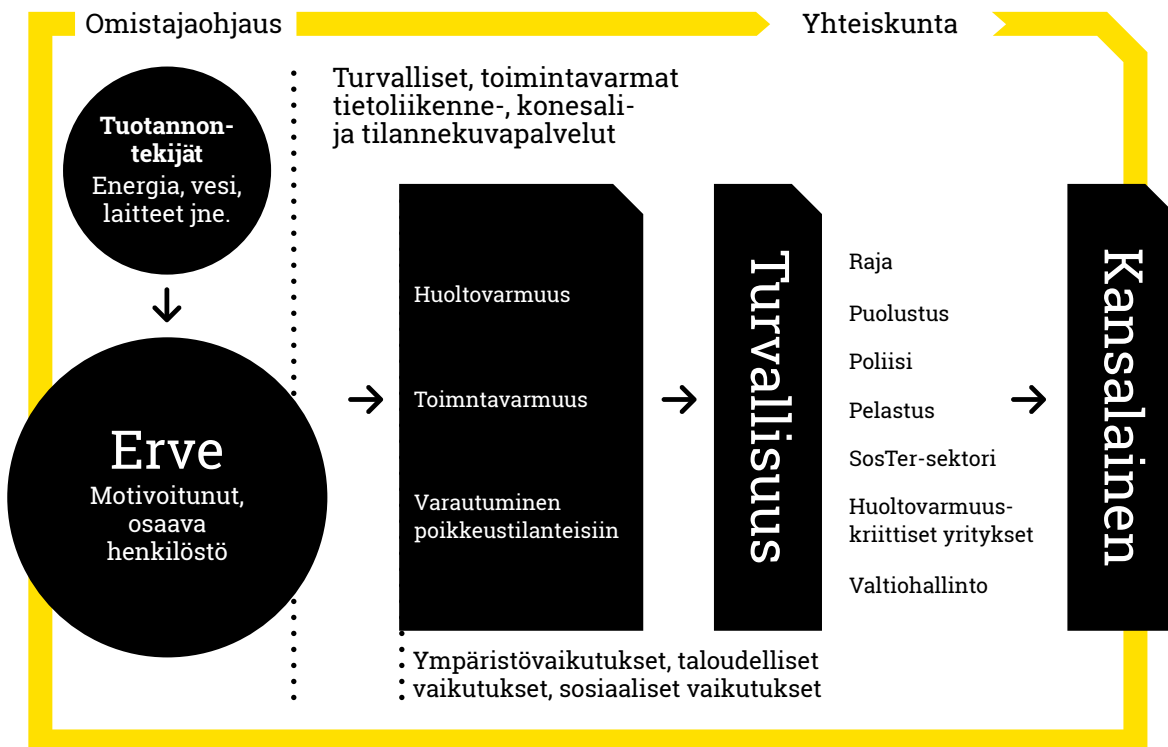 Omistajaohjaus
Yhteiskunta
Tuotannon-
tekijät
Energia, vesi,
laitteet jne.
Erve
Motivoitunut,
osaava
henkilöstö
Turvalliset, toimintavarmat
tietoliikenne-, konesali-
ja tilannekuvapalvelut
Huoltovarmuus
Toimntavarmuus
Varautuminen
poikkeustilanteisiin
Ympäristövaikutukset, taloudelliset
vaikutukset, sosiaaliset vaikutukset
Turvallisuus
Raja
Puolustus
Poliisi
Pelastus
SosTer-sektori
Huoltovarmuus-
kriittiset yritykset
Valtiohallinto
Kansalainen